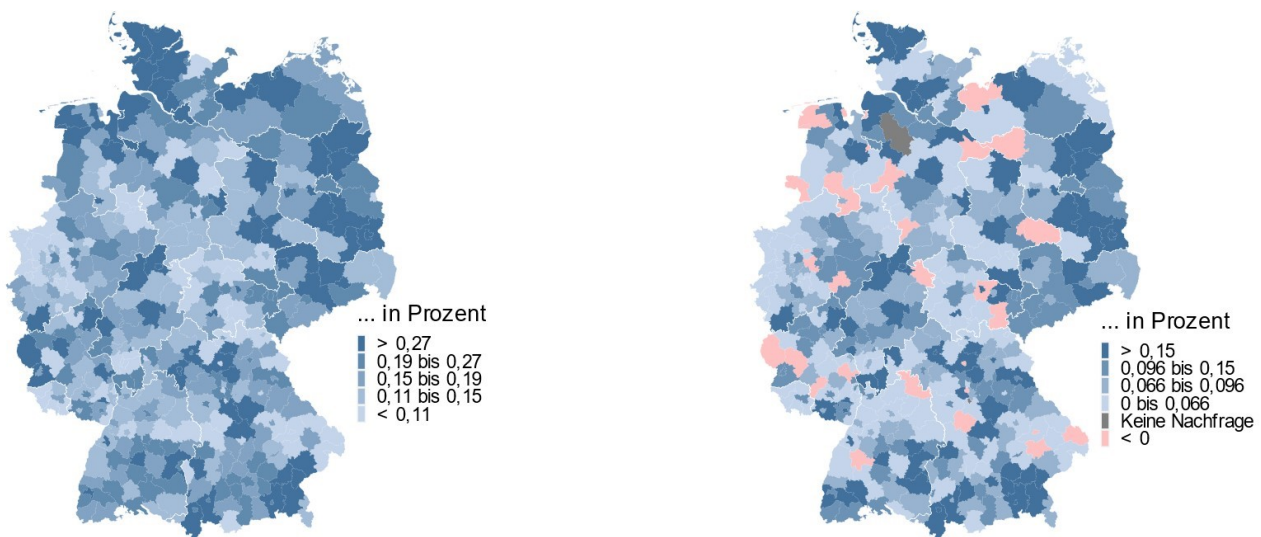 ... in Prozent
> 0,27
0,19 bis 0,27
0,15 bis 0,19
0,11 bis 0,15
< 0,11
... in Prozent
> 0,15
0,096 bis 0,15
0,066 bis 0,096
0 bis 0,066
Keine Nachfrage
< 0